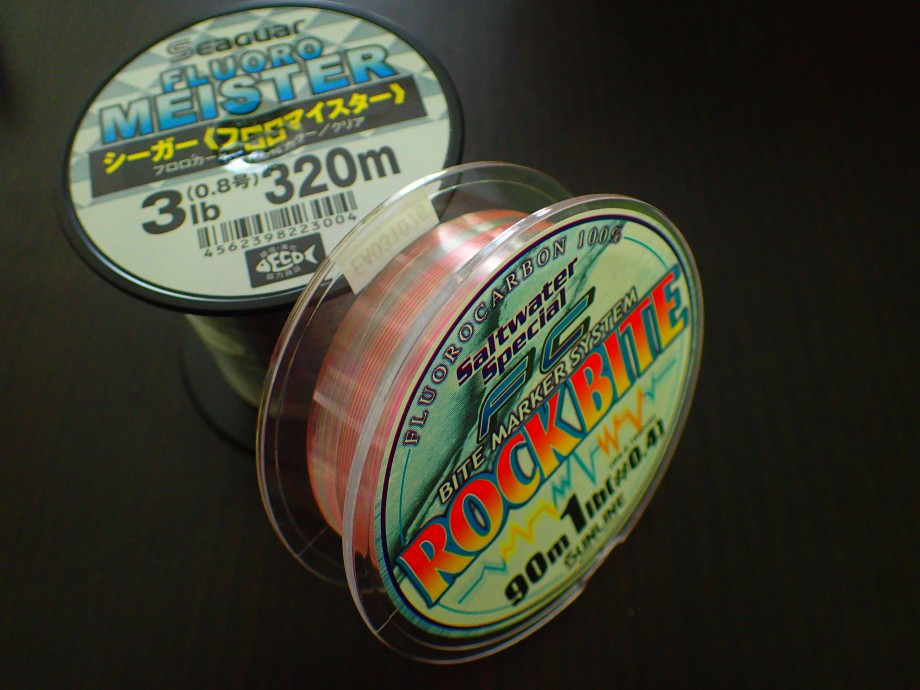 Seaguar
FLUORO
MEISTER
シーガー《フロロマイスター》
3lb (0.8号) 320m
4562398223004
ECO
FLUOROCARBON 100%
Saltwater
Special
FC
BITE MARKER SYSTEM
ROCKBITE
90m 1lb(#0.4)
SUNLINE